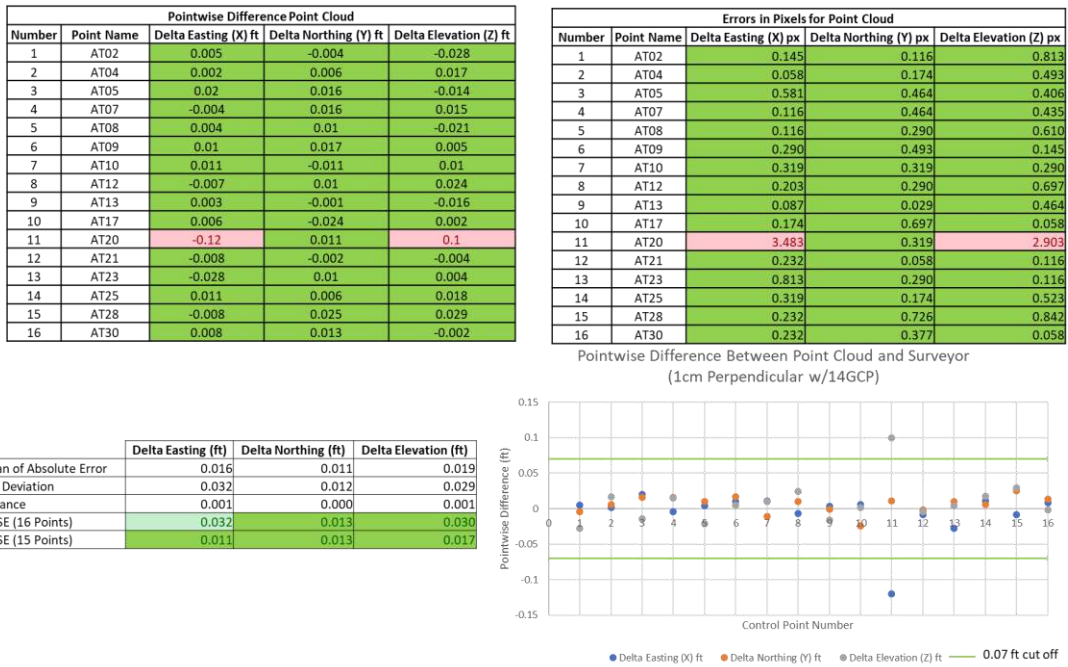 Pointwise Difference Point Cloud
Number Point Name Delta Easting (X) ft Delta Northing (Y) ft Delta Elevation (Z) ft
1 AT02 0.005 -0.004 -0.028
2 AT04 0.002 0.006 0.017
3 AT05 0.02 0.016 -0.014
4 AT07 -0.004 0.016 0.015
5 AT08 0.004 0.01 -0.021
6 AT09 0.01 0.017 0.005
7 AT10 0.011 -0.011 0.01
8 AT12 -0.007 0.01 0.024
9 AT13 0.003 -0.001 -0.016
10 AT17 0.006 -0.024 0.002
11 AT20 -0.12 0.011 0.1
12 AT21 -0.008 -0.002 -0.004
13 AT23 -0.028 0.01 0.004
14 AT25 0.011 0.006 0.018
15 AT28 -0.008 0.025 0.029
16 AT30 0.008 0.013 -0.002
Errors in Pixels for Point Cloud
Number Point Name Delta Easting (X) px Delta Northing (Y) px Delta Elevation (Z) px
1 AT02 0.145 0.116 0.813
2 AT04 0.058 0.174 0.493
3 AT05 0.581 0.464 0.406
4 AT07 0.116 0.464 0.435
5 AT08 0.116 0.290 0.610
6 AT09 0.290 0.493 0.145
7 AT10 0.319 0.319 0.290
8 AT12 0.203 0.290 0.697
9 AT13 0.087 0.029 0.464
10 AT17 0.174 0.697 0.058
11 AT20 3.483 0.319 2.903
12 AT21 0.232 0.058 0.116
13 AT23 0.813 0.290 0.116
14 AT25 0.319 0.174 0.523
15 AT28 0.232 0.726 0.842
16 AT30 0.232 0.377 0.058
Delta Easting (ft) Delta Northing (ft) Delta Elevation (ft)
an of Absolute Error 0.016 0.011 0.019
Deviation 0.032 0.012 0.029
ance 0.001 0.000 0.001
SE (16 Points) 0.032 0.013 0.030
SE (15 Points) 0.011 0.013 0.017
Pointwise Difference Between Point Cloud and Surveyor
(1cm Perpendicular w/14GCP)
Pointwise Difference (ft)
0.15
0.1
0.05
0
-0.05
-0.1
-0.15
0 1 2 3 4 5 6 7 8 9 10 11 12 13 14 15 16
Control Point Number
Delta Easting (X) ft Delta Northing (Y) ft Delta Elevation (Z) ft 0.07 ft cut off